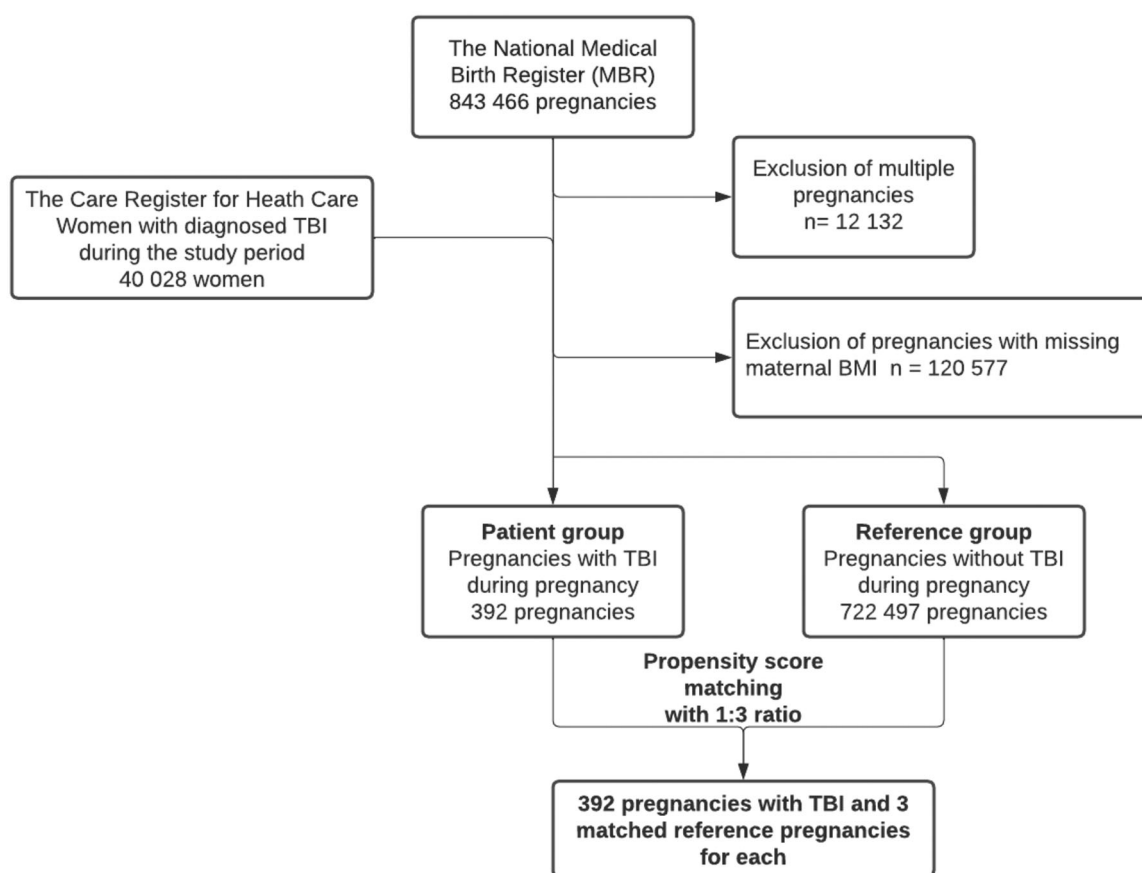 The National Medical
Birth Register (MBR)
843 466 pregnancies
Exclusion of multiple
pregnancies
n= 12 132
The Care Register for Heath Care
Women with diagnosed TBI
during the study period
40 028 women
Exclusion of pregnancies with missing
maternal BMI n = 120 577
Patient group
Pregnancies with TBI
during pregnancy
392 pregnancies
Reference group
Pregnancies without TBI
during pregnancy
722 497 pregnancies
Propensity score
matching
with 1:3 ratio
392 pregnancies with TBI and 3
matched reference pregnancies
for each